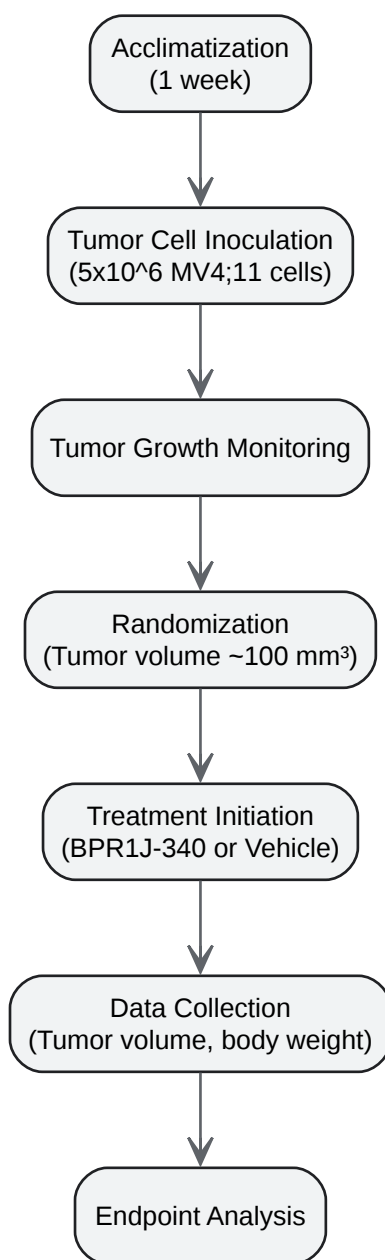 Acclimatization
(1 week)
Tumor Cell Inoculation
(5x10^6 MV4;11 cells)
Tumor Growth Monitoring
Randomization
(Tumor volume ~100 mm³)
Treatment Initiation
(BPR1J-340 or Vehicle)
Data Collection
(Tumor volume, body weight)
Endpoint Analysis